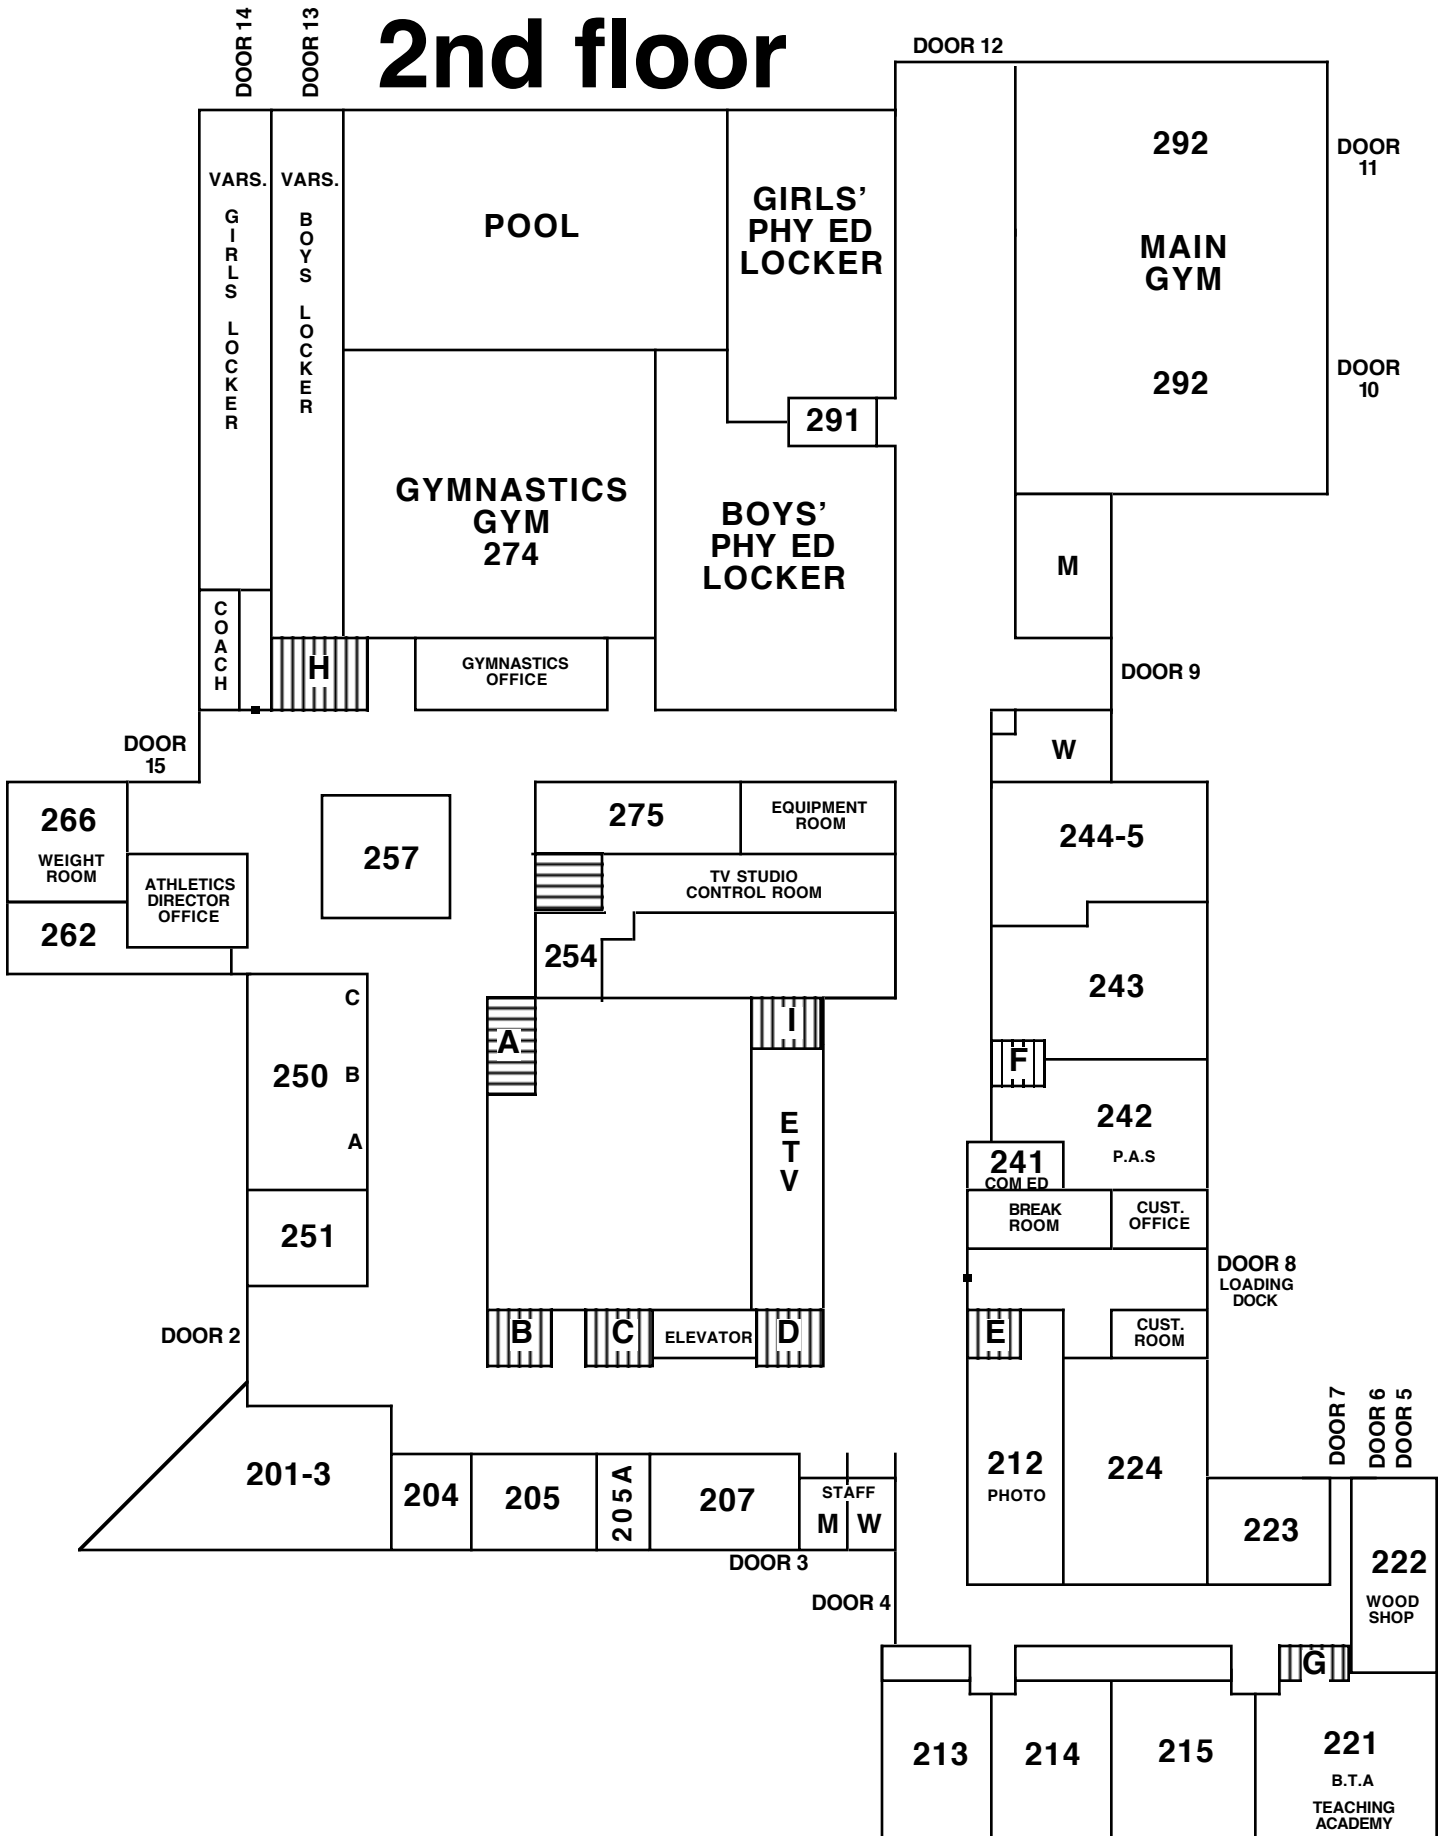 2nd floor
DOOR 14
DOOR 13
DOOR 12
VARS.
GIRLS LOCKER
VARS.
BOYS LOCKER
POOL
GIRLS'
PHY ED
LOCKER
292
MAIN
GYM
292
DOOR
11
DOOR
10
291
GYMNASTICS
GYM
274
BOYS'
PHY ED
LOCKER
M
COACH
H
GYMNASTICS
OFFICE
DOOR 9
DOOR
15
W
266
WEIGHT
ROOM
ATHLETICS
DIRECTOR
OFFICE
262
257
275
EQUIPMENT
ROOM
TV STUDIO
CONTROL ROOM
254
244-5
243
C
250 B
A
A
I
F
ETV
242
P.A.S
241
COM ED
BREAK
ROOM
CUST.
OFFICE
251
DOOR 8
LOADING
DOCK
DOOR 2
B
C
ELEVATOR
D
E
CUST.
ROOM
DOOR 7
DOOR 6
DOOR 5
201-3
204
205
205A
207
STAFF
M
W
212
PHOTO
224
223
222
WOOD
SHOP
DOOR 3
DOOR 4
G
213
214
215
221
B.T.A
TEACHING
ACADEMY